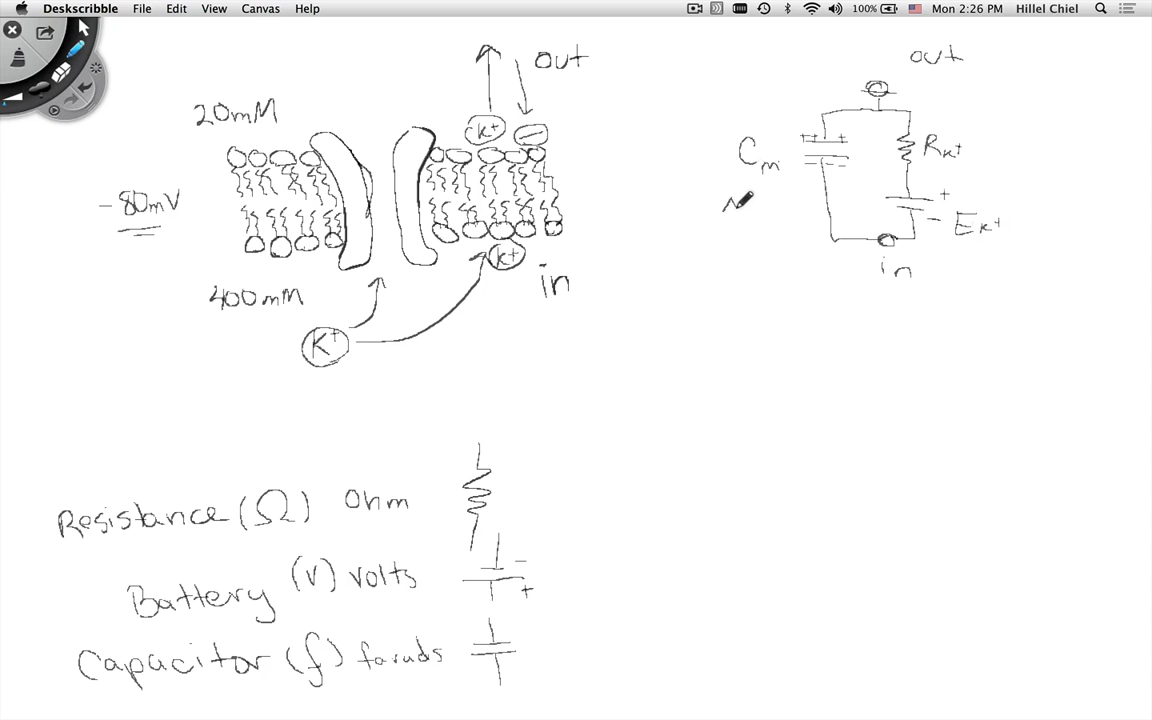 Deskscribble File Edit View Canvas Help 100% Mon 2:26 PM Hillel Chiel
out
out
20mM
K+
−
Cm
++ +
-- 
RK+
-80mV
+
− EK+
in
400mM
K+
in
K+
Resistance (Ω) Ohm
Battery (V) volts
−
+
Capacitor (f) farads